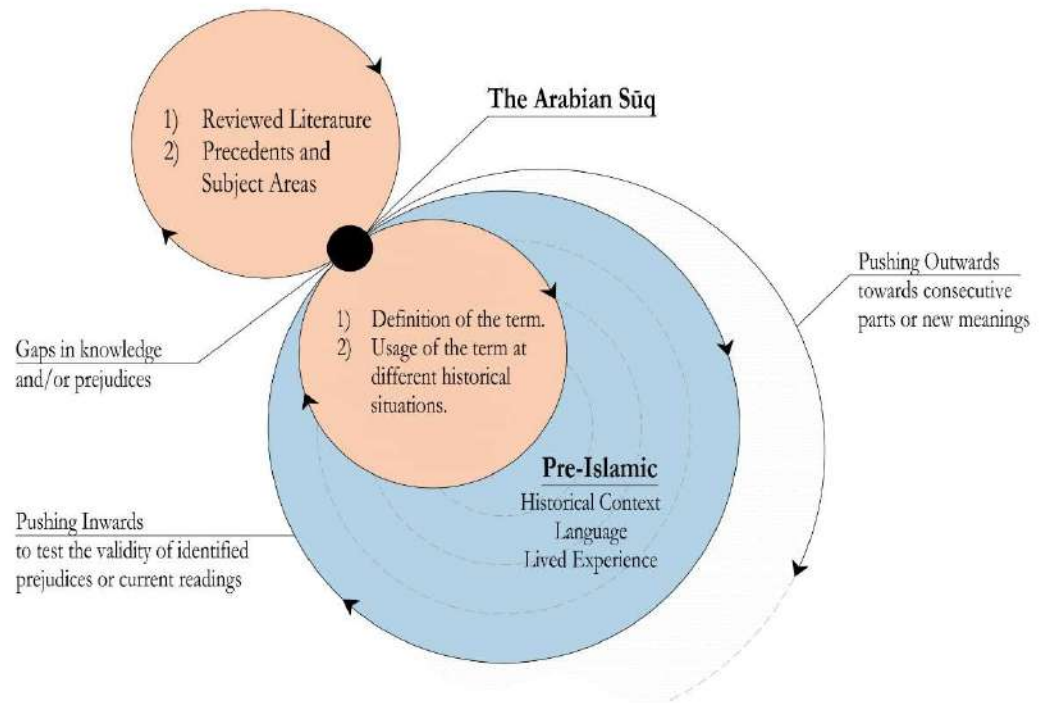 The Arabian Sūq
1) Reviewed Literature
2) Precedents and
Subject Areas
Pushing Outwards
towards consecutive
parts or new meanings
1) Definition of the term.
2) Usage of the term at
different historical
situations.
Gaps in knowledge
and/or prejudices
Pre-Islamic
Historical Context
Language
Lived Experience
Pushing Inwards
to test the validity of identified
prejudices or current readings